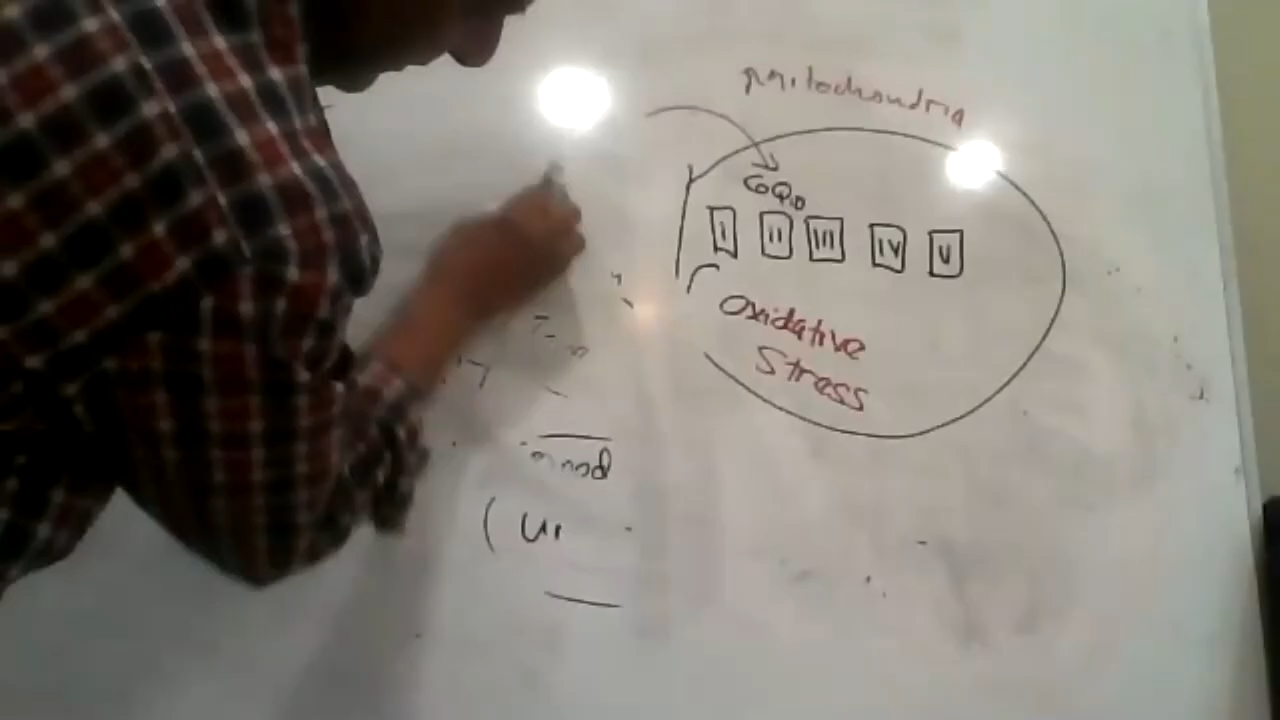 mitochondria
CoQ10
I II III IV V
Oxidative
Stress